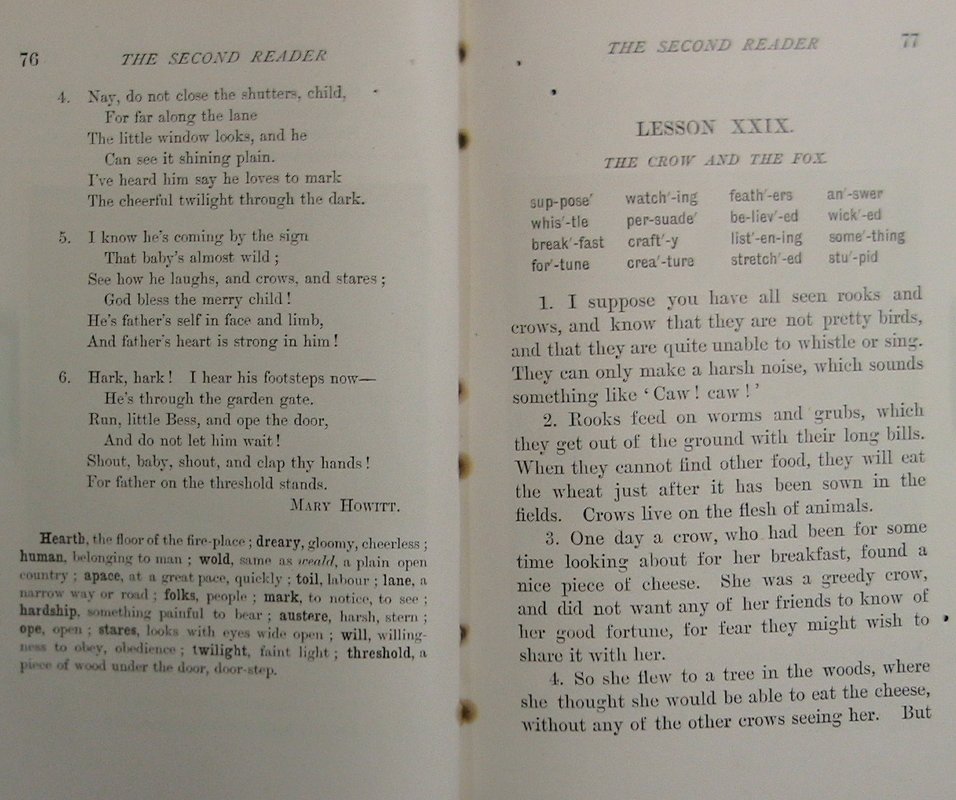 76
THE SECOND READER
4. Nay, do not close the shutters, child,
For far along the lane
The little window looks, and he
Can see it shining plain.
I've heard him say he loves to mark
The cheerful twilight through the dark.
5. I know he's coming by the sign
That baby's almost wild ;
See how he laughs, and crows, and stares ;
God bless the merry child !
He's father's self in face and limb,
And father's heart is strong in him !
6. Hark, hark ! I hear his footsteps now—
He's through the garden gate.
Run, little Bess, and ope the door,
And do not let him wait !
Shout, baby, shout, and clap thy hands !
For father on the threshold stands.
MARY HOWITT.
Hearth, the floor of the fire-place ; dreary, gloomy, cheerless ;
human, belonging to man ; wold, same as weald, a plain open
country ; apace, at a great pace, quickly ; toil, labour ; lane, a
narrow way or road ; folks, people ; mark, to notice, to see ;
hardship, something painful to bear ; austere, harsh, stern ;
ope, open ; stares, looks with eyes wide open ; will, willing-
ness to obey, obedience ; twilight, faint light ; threshold, a
piece of wood under the door, door-step.
THE SECOND READER
77
LESSON XXIX.
THE CROW AND THE FOX.
sup-pose' watch'-ing feath'-ers an'-swer
whis'-tle per-suade' be-liev'-ed wick'-ed
break'-fast craft'-y list'-en-ing some'-thing
for'-tune crea'-ture stretch'-ed stu'-pid
1. I suppose you have all seen rooks and
crows, and know that they are not pretty birds,
and that they are quite unable to whistle or sing.
They can only make a harsh noise, which sounds
something like ' Caw ! caw ! '
2. Rooks feed on worms and grubs, which
they get out of the ground with their long bills.
When they cannot find other food, they will eat
the wheat just after it has been sown in the
fields. Crows live on the flesh of animals.
3. One day a crow, who had been for some
time looking about for her breakfast, found a
nice piece of cheese. She was a greedy crow,
and did not want any of her friends to know of
her good fortune, for fear they might wish to
share it with her.
4. So she flew to a tree in the woods, where
she thought she would be able to eat the cheese,
without any of the other crows seeing her. But